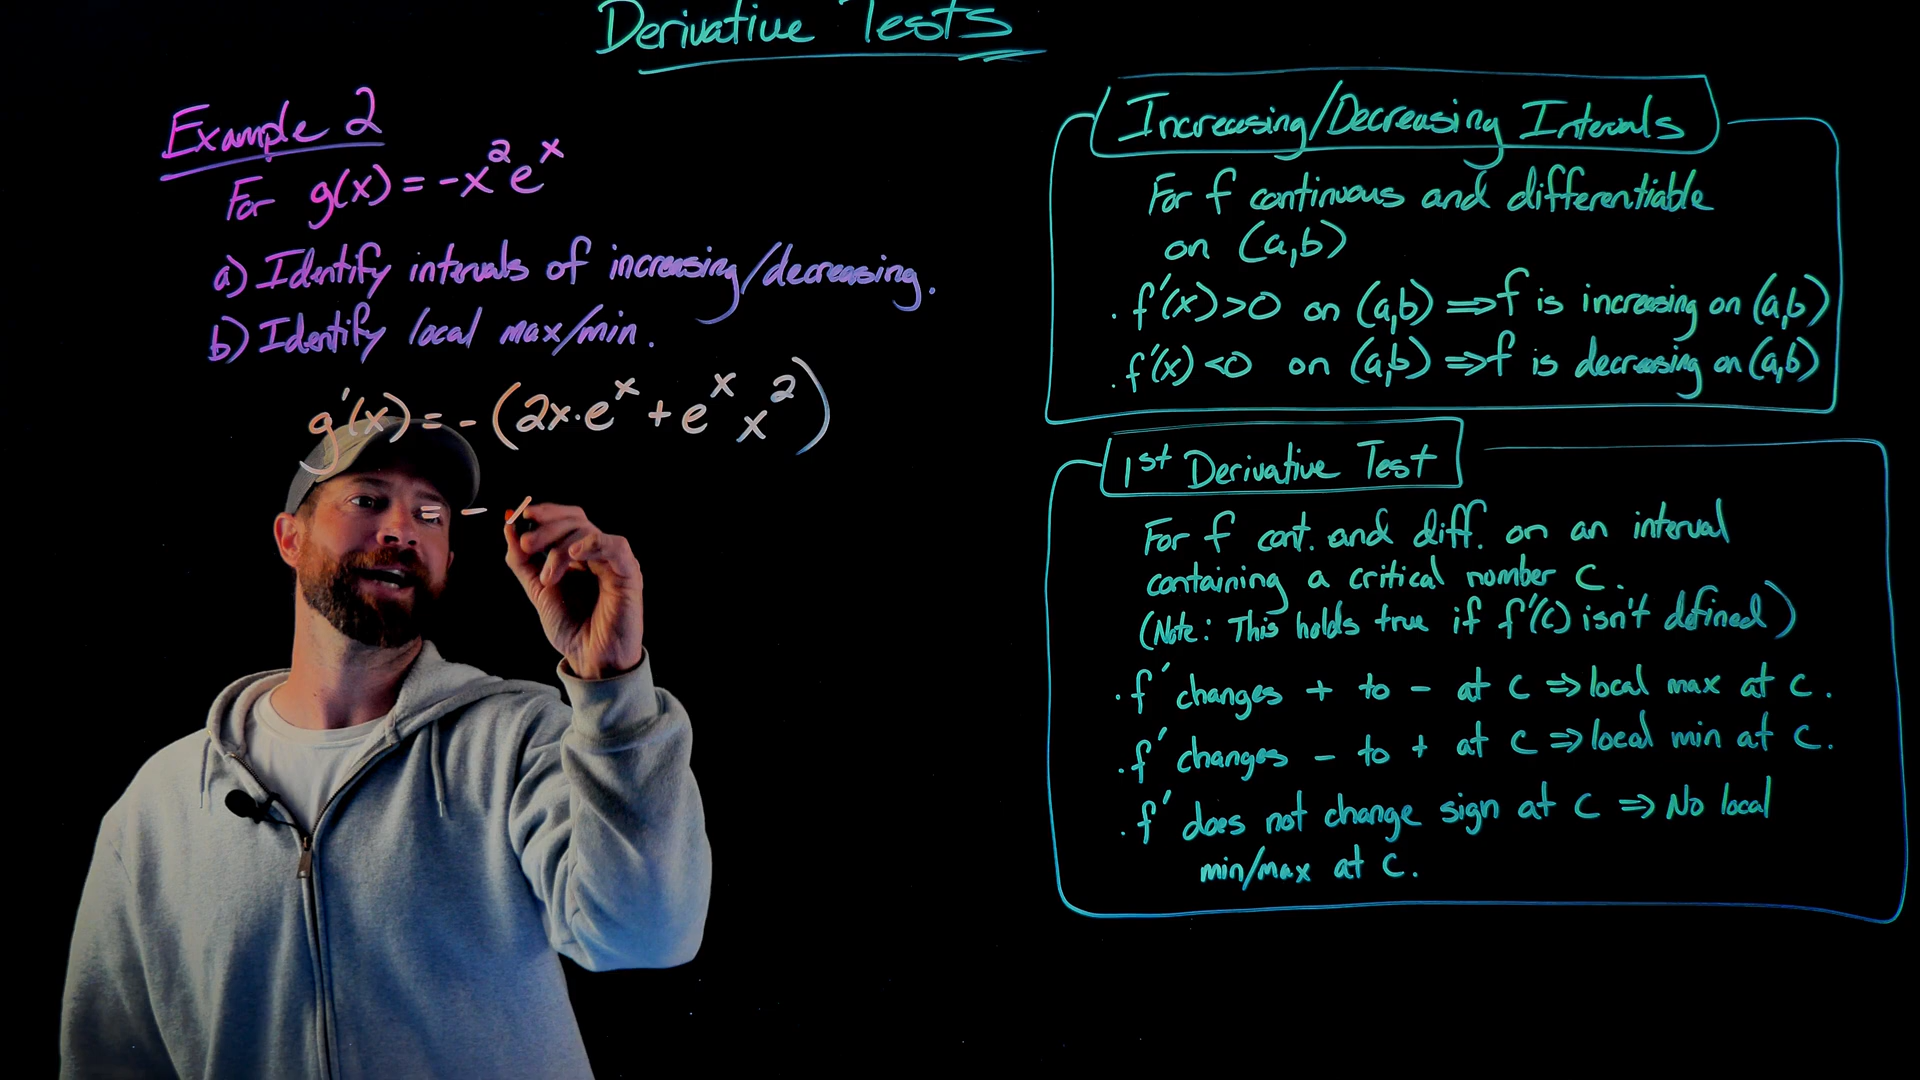 Derivative Tests
Example 2
For g(x) = -x²eˣ
a) Identify intervals of increasing/decreasing.
b) Identify local max/min.
g'(x) = -(2x·eˣ + eˣ x²)
= -
Increasing/Decreasing Intervals
For f continuous and differentiable
on (a,b)
· f'(x)>0 on (a,b) ⇒ f is increasing on (a,b)
· f'(x)<0 on (a,b) ⇒ f is decreasing on (a,b)
1st Derivative Test
For f cont. and diff. on an interval
containing a critical number c.
(Note: This holds true if f'(c) isn't defined)
· f' changes + to - at c ⇒ local max at c.
· f' changes - to + at c ⇒ local min at c.
· f' does not change sign at c ⇒ No local
min/max at c.